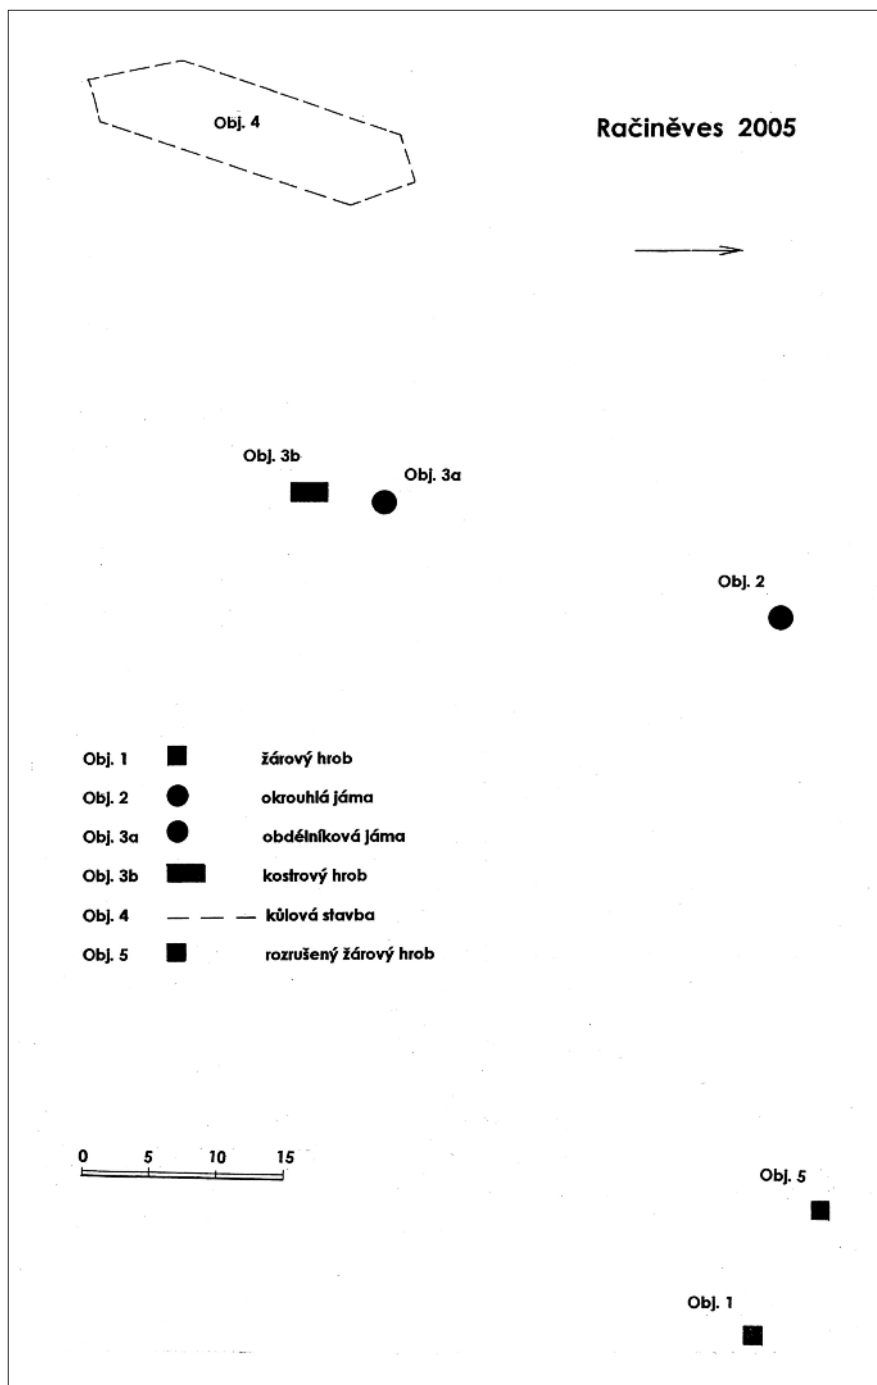 Obj. 4
Račiněves 2005
Obj. 3b
Obj. 3a
Obj. 2
Obj. 1 žárový hrob
Obj. 2 okrouhlá jáma
Obj. 3a obdélníková jáma
Obj. 3b kostrový hrob
Obj. 4 kůlová stavba
Obj. 5 rozrušený žárový hrob
0 5 10 15
Obj. 5
Obj. 1